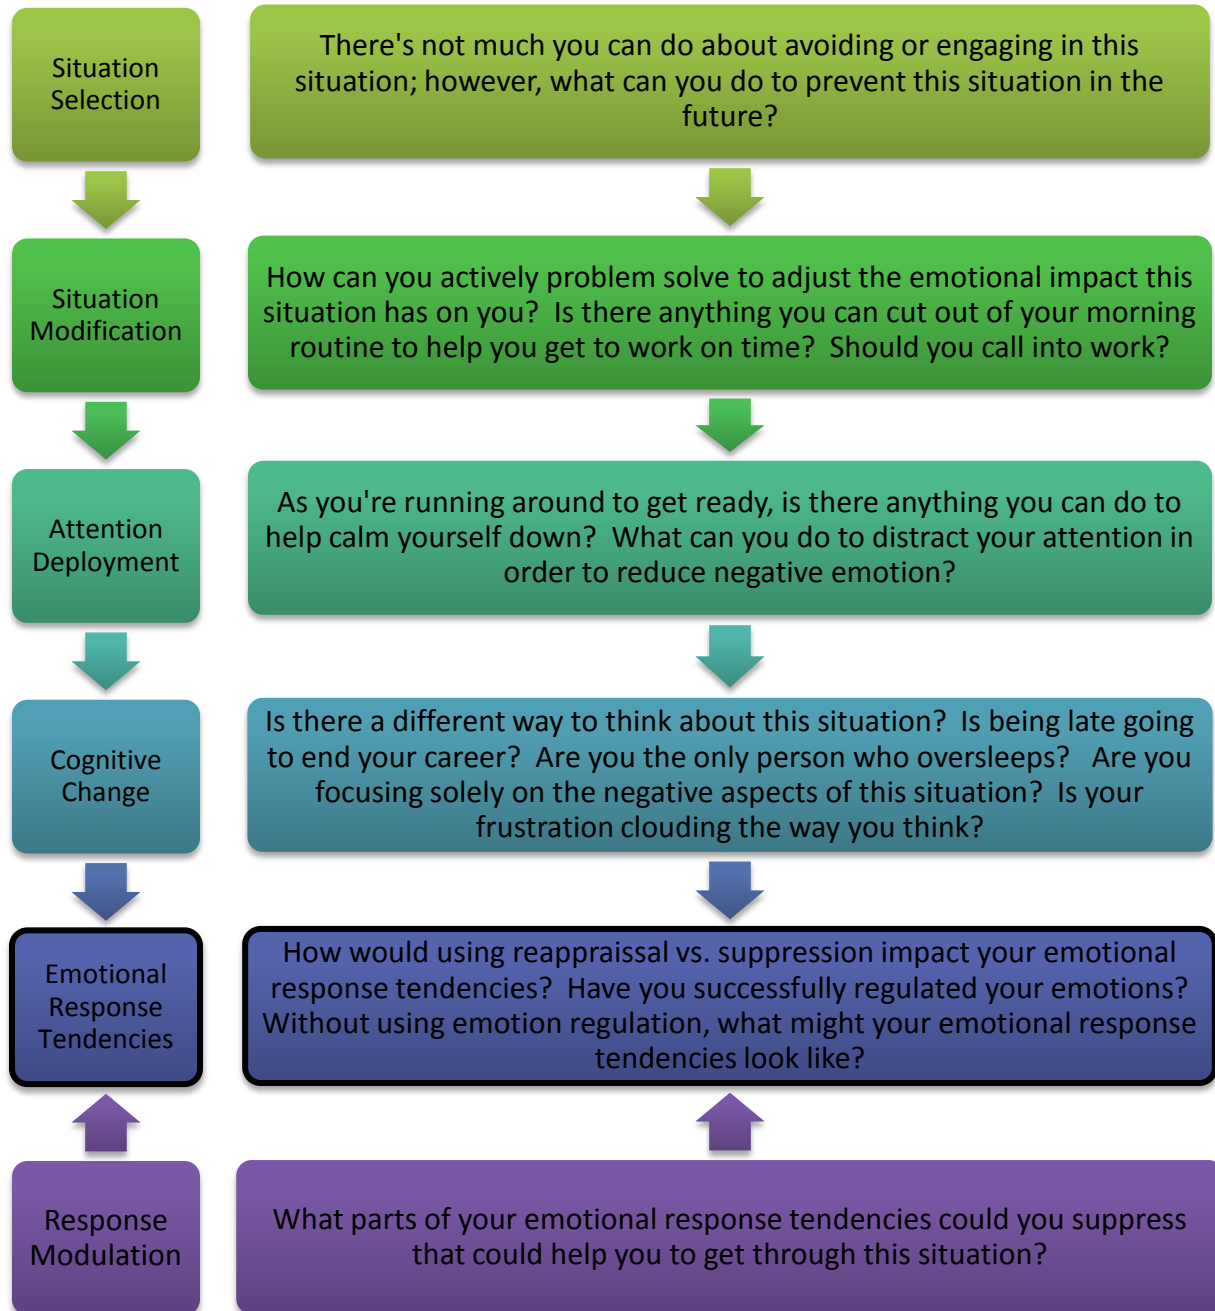 Situation
Selection
There's not much you can do about avoiding or engaging in this
situation; however, what can you do to prevent this situation in the
future?
Situation
Modification
How can you actively problem solve to adjust the emotional impact this
situation has on you?  Is there anything you can cut out of your morning
routine to help you get to work on time?  Should you call into work?
Attention
Deployment
As you're running around to get ready, is there anything you can do to
help calm yourself down?  What can you do to distract your attention in
order to reduce negative emotion?
Cognitive
Change
Is there a different way to think about this situation?  Is being late going
to end your career?  Are you the only person who oversleeps?   Are you
focusing solely on the negative aspects of this situation?  Is your
frustration clouding the way you think?
Emotional
Response
Tendencies
How would using reappraissal vs. suppression impact your emotional
response tendencies?  Have you successfully regulated your emotions?
Without using emotion regulation, what might your emotional response
tendencies look like?
Response
Modulation
What parts of your emotional response tendencies could you suppress
that could help you to get through this situation?